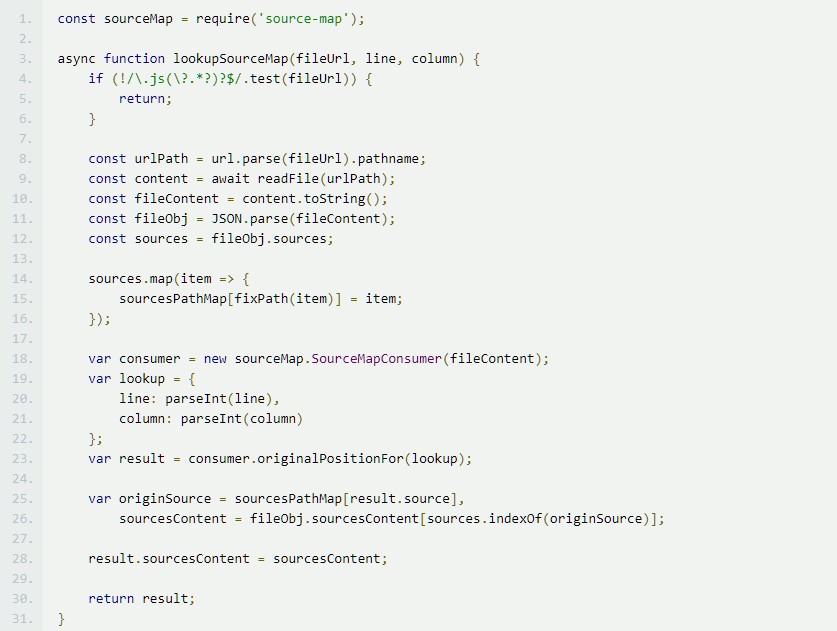 1. const sourceMap = require('source-map');
2.
3. async function lookupSourceMap(fileUrl, line, column) {
4.     if (!/\.js(\?.*?)?$/.test(fileUrl)) {
5.         return;
6.     }
7.
8.     const urlPath = url.parse(fileUrl).pathname;
9.     const content = await readFile(urlPath);
10.     const fileContent = content.toString();
11.     const fileObj = JSON.parse(fileContent);
12.     const sources = fileObj.sources;
13.
14.     sources.map(item => {
15.         sourcesPathMap[fixPath(item)] = item;
16.     });
17.
18.     var consumer = new sourceMap.SourceMapConsumer(fileContent);
19.     var lookup = {
20.         line: parseInt(line),
21.         column: parseInt(column)
22.     };
23.     var result = consumer.originalPositionFor(lookup);
24.
25.     var originSource = sourcesPathMap[result.source],
26.         sourcesContent = fileObj.sourcesContent[sources.indexOf(originSource)];
27.
28.     result.sourcesContent = sourcesContent;
29.
30.     return result;
31. }